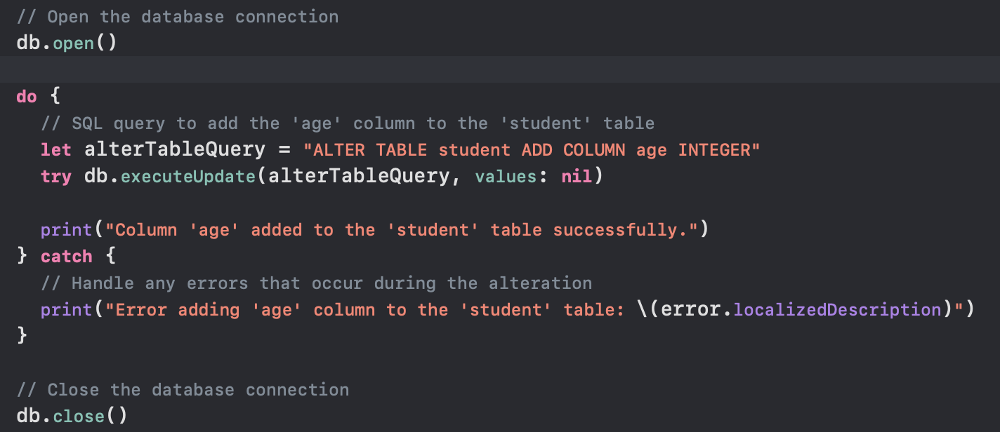 // Open the database connection
db.open()
do {
// SQL query to add the 'age' column to the 'student' table
let alterTableQuery = "ALTER TABLE student ADD COLUMN age INTEGER"
try db.executeUpdate(alterTableQuery, values: nil)
print("Column 'age' added to the 'student' table successfully.")
} catch {
// Handle any errors that occur during the alteration
print("Error adding 'age' column to the 'student' table: \(error.localizedDescription)")
}
// Close the database connection
db.close()